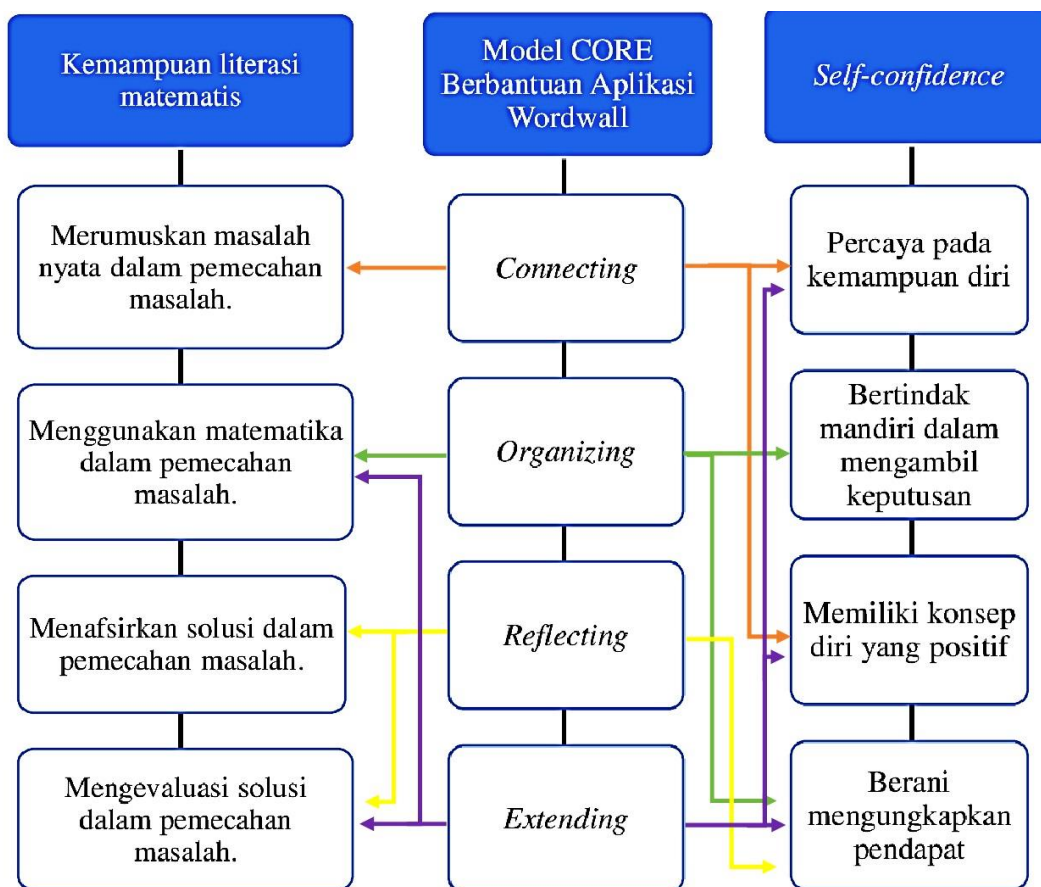 Kemampuan literasi
matematis
Merumuskan masalah
nyata dalam pemecahan
masalah.
Menggunakan matematika
dalam pemecahan
masalah.
Menafsirkan solusi dalam
pemecahan masalah.
Mengevaluasi solusi
dalam pemecahan
masalah.
Model CORE
Berbantuan Aplikasi
Wordwall
Connecting
Organizing
Reflecting
Extending
Self-confidence
Percaya pada
kemampuan diri
Bertindak
mandiri dalam
mengambil
keputusan
Memiliki konsep
diri yang positif
Berani
mengungkapkan
pendapat